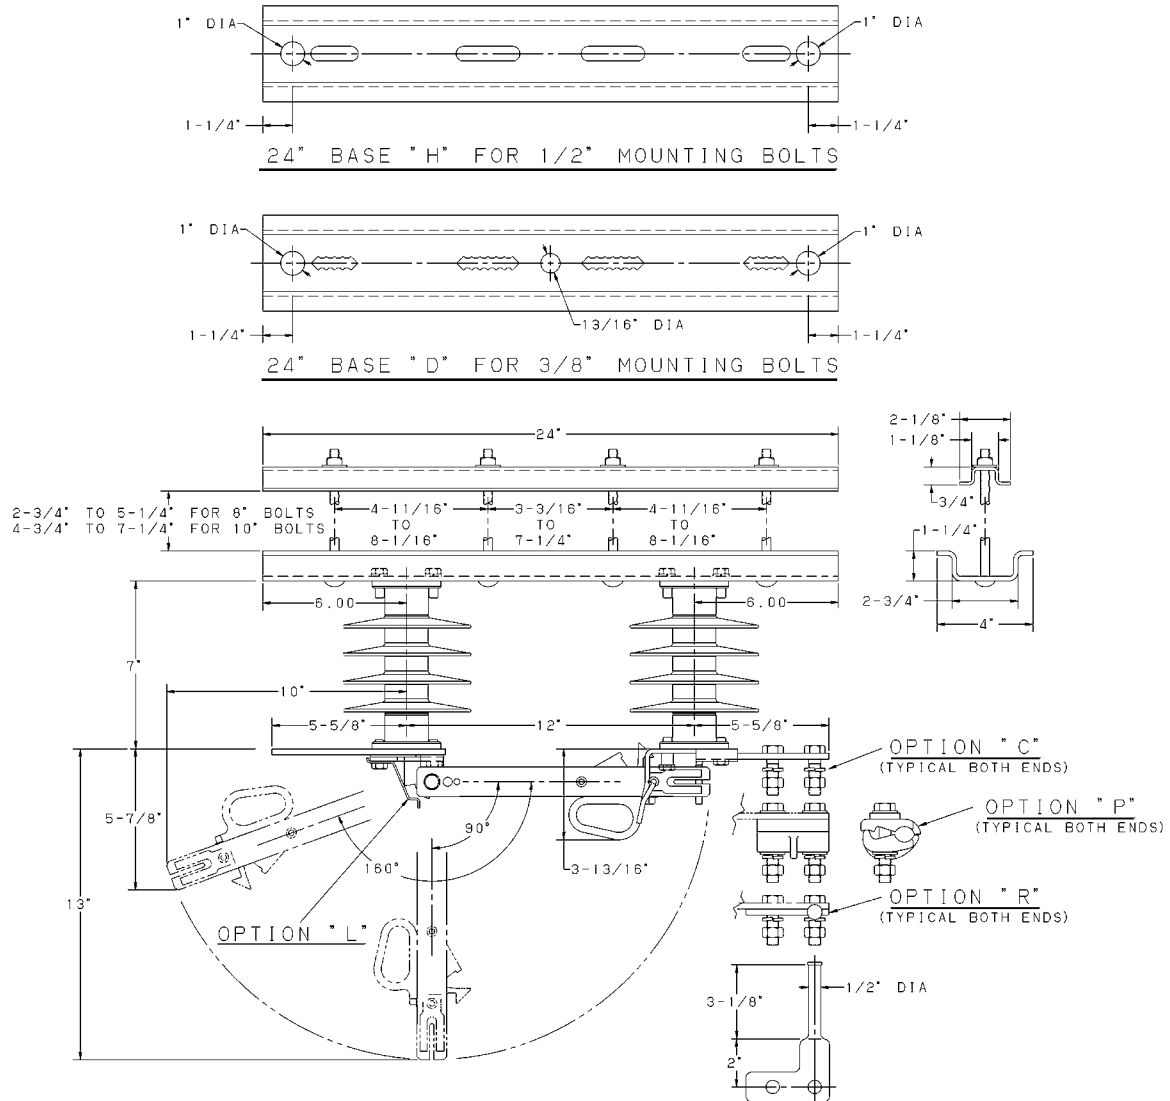 1" DIA
1" DIA
1-1/4"
1-1/4"
24" BASE "H" FOR 1/2" MOUNTING BOLTS
1" DIA
1" DIA
13/16" DIA
1-1/4"
1-1/4"
24" BASE "D" FOR 3/8" MOUNTING BOLTS
24"
2-1/8"
1-1/8"
3/4"
2-3/4" TO 5-1/4" FOR 8" BOLTS
4-3/4" TO 7-1/4" FOR 10" BOLTS
4-11/16"
TO
8-1/16"
3-3/16"
TO
7-1/4"
4-11/16"
TO
8-1/16"
1-1/4"
2-3/4"
4"
6.00
6.00
7"
10"
5-5/8"
12"
5-5/8"
OPTION "C"
(TYPICAL BOTH ENDS)
5-7/8"
90°
160°
3-13/16"
OPTION "P"
(TYPICAL BOTH ENDS)
13"
OPTION "L"
OPTION "R"
(TYPICAL BOTH ENDS)
3-1/8"
1/2" DIA
2"